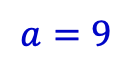 a = 9